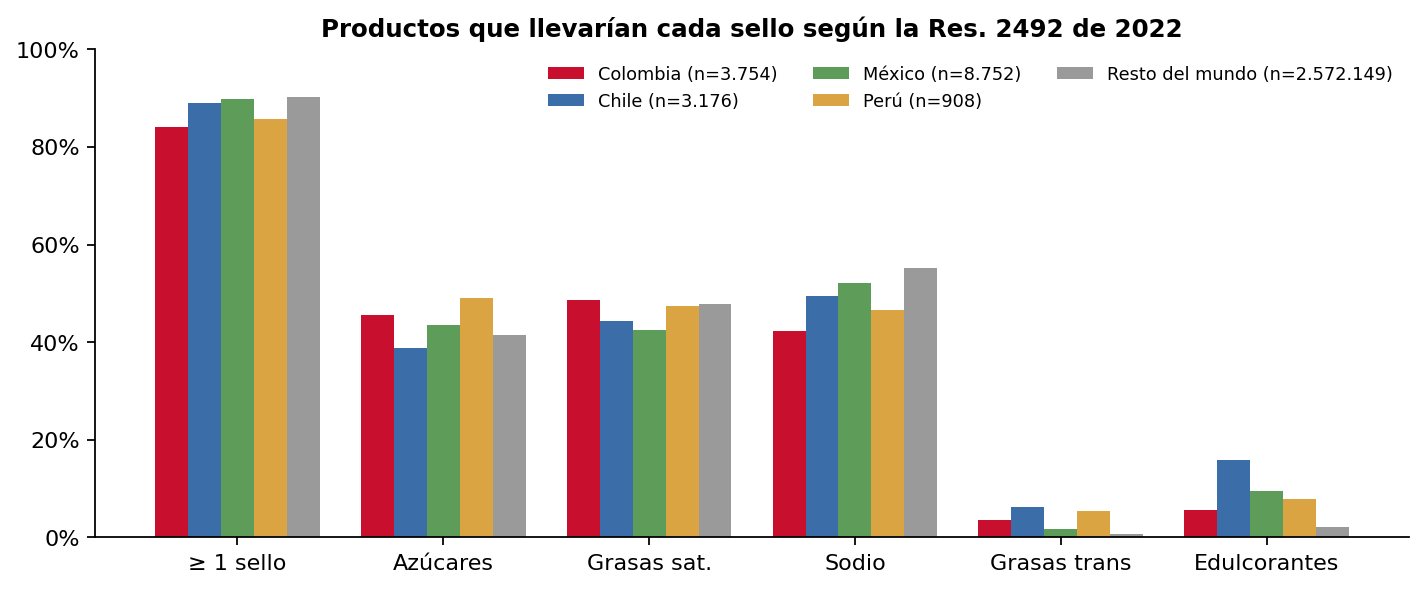 Productos que llevarían cada sello según la Res. 2492 de 2022
100%
80%
60%
40%
20%
0%
Colombia (n=3.754)
Chile (n=3.176)
México (n=8.752)
Perú (n=908)
Resto del mundo (n=2.572.149)
≥ 1 sello
Azúcares
Grasas sat.
Sodio
Grasas trans
Edulcorantes